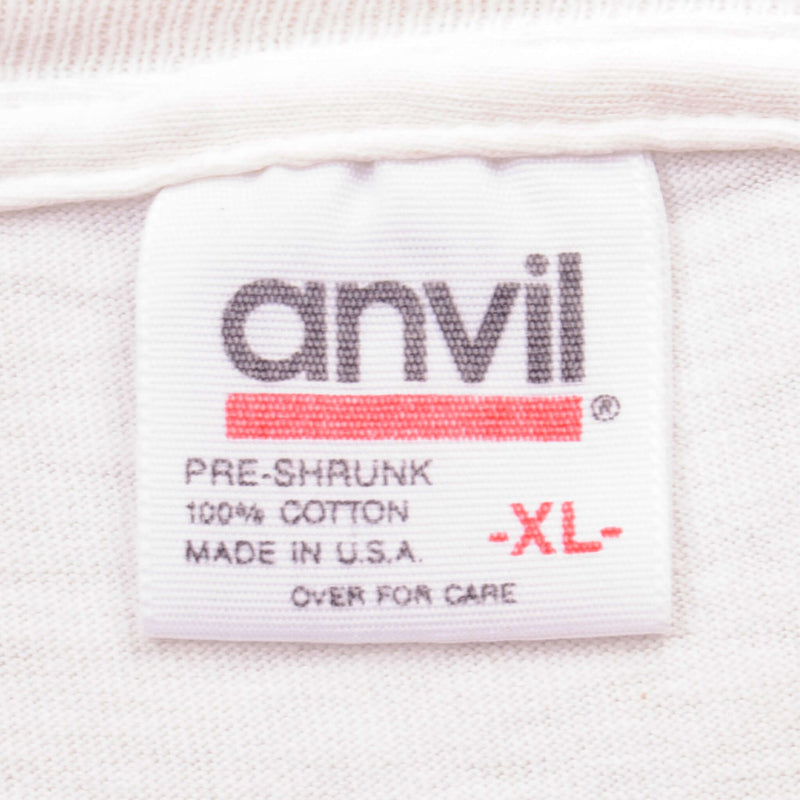 anvil
®
PRE-SHRUNK
100% COTTON
MADE IN U.S.A.
-XL-
OVER FOR CARE